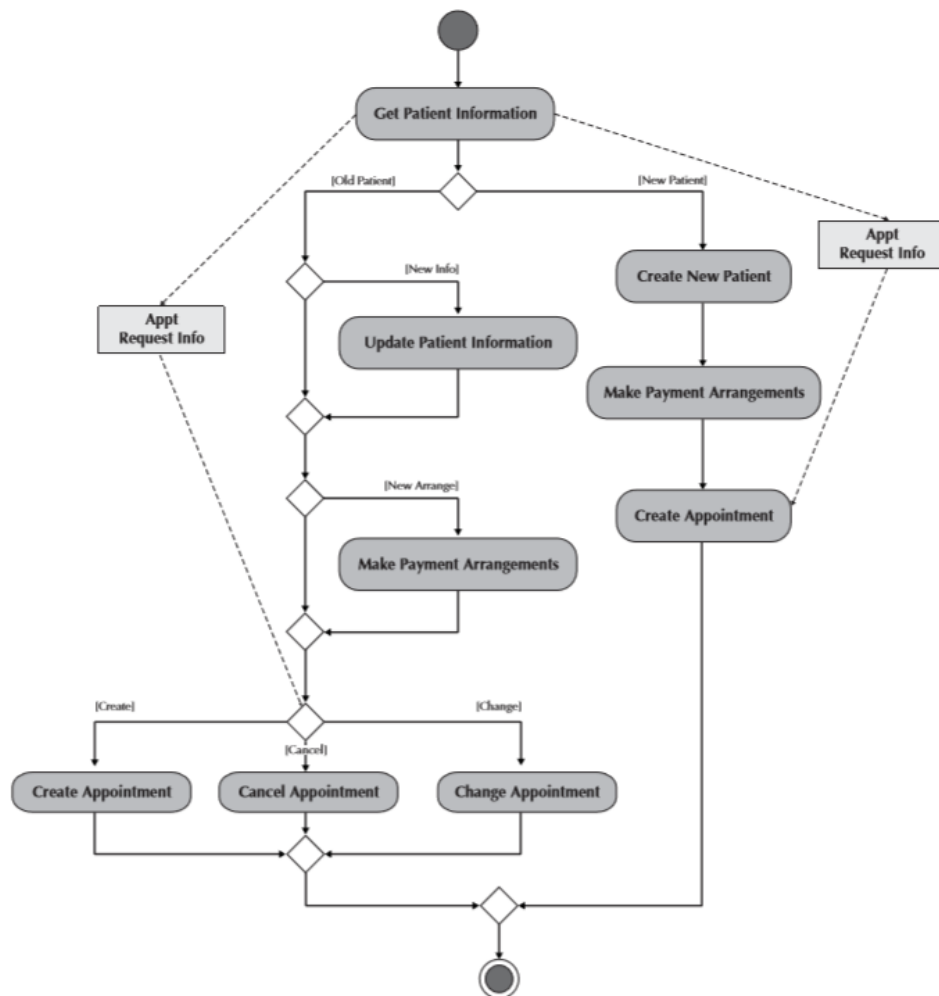 Get Patient Information
[Old Patient]
[New Patient]
Appt
Request Info
[New Info]
Create New Patient
Appt
Request Info
Update Patient Information
Make Payment Arrangements
[New Arrange]
Create Appointment
Make Payment Arrangements
[Create]
[Change]
[Cancel]
Create Appointment
Cancel Appointment
Change Appointment